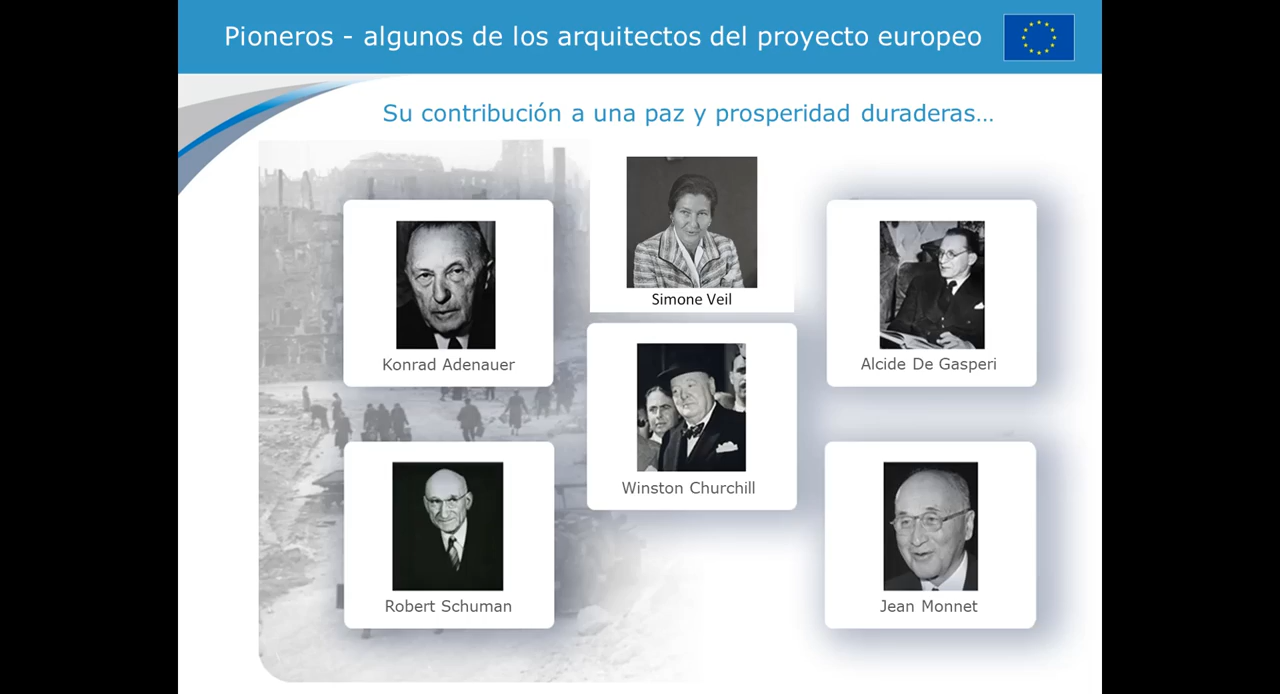 Pioneros - algunos de los arquitectos del proyecto europeo
Su contribución a una paz y prosperidad duraderas...
Simone Veil
Konrad Adenauer
Alcide De Gasperi
Winston Churchill
Robert Schuman
Jean Monnet